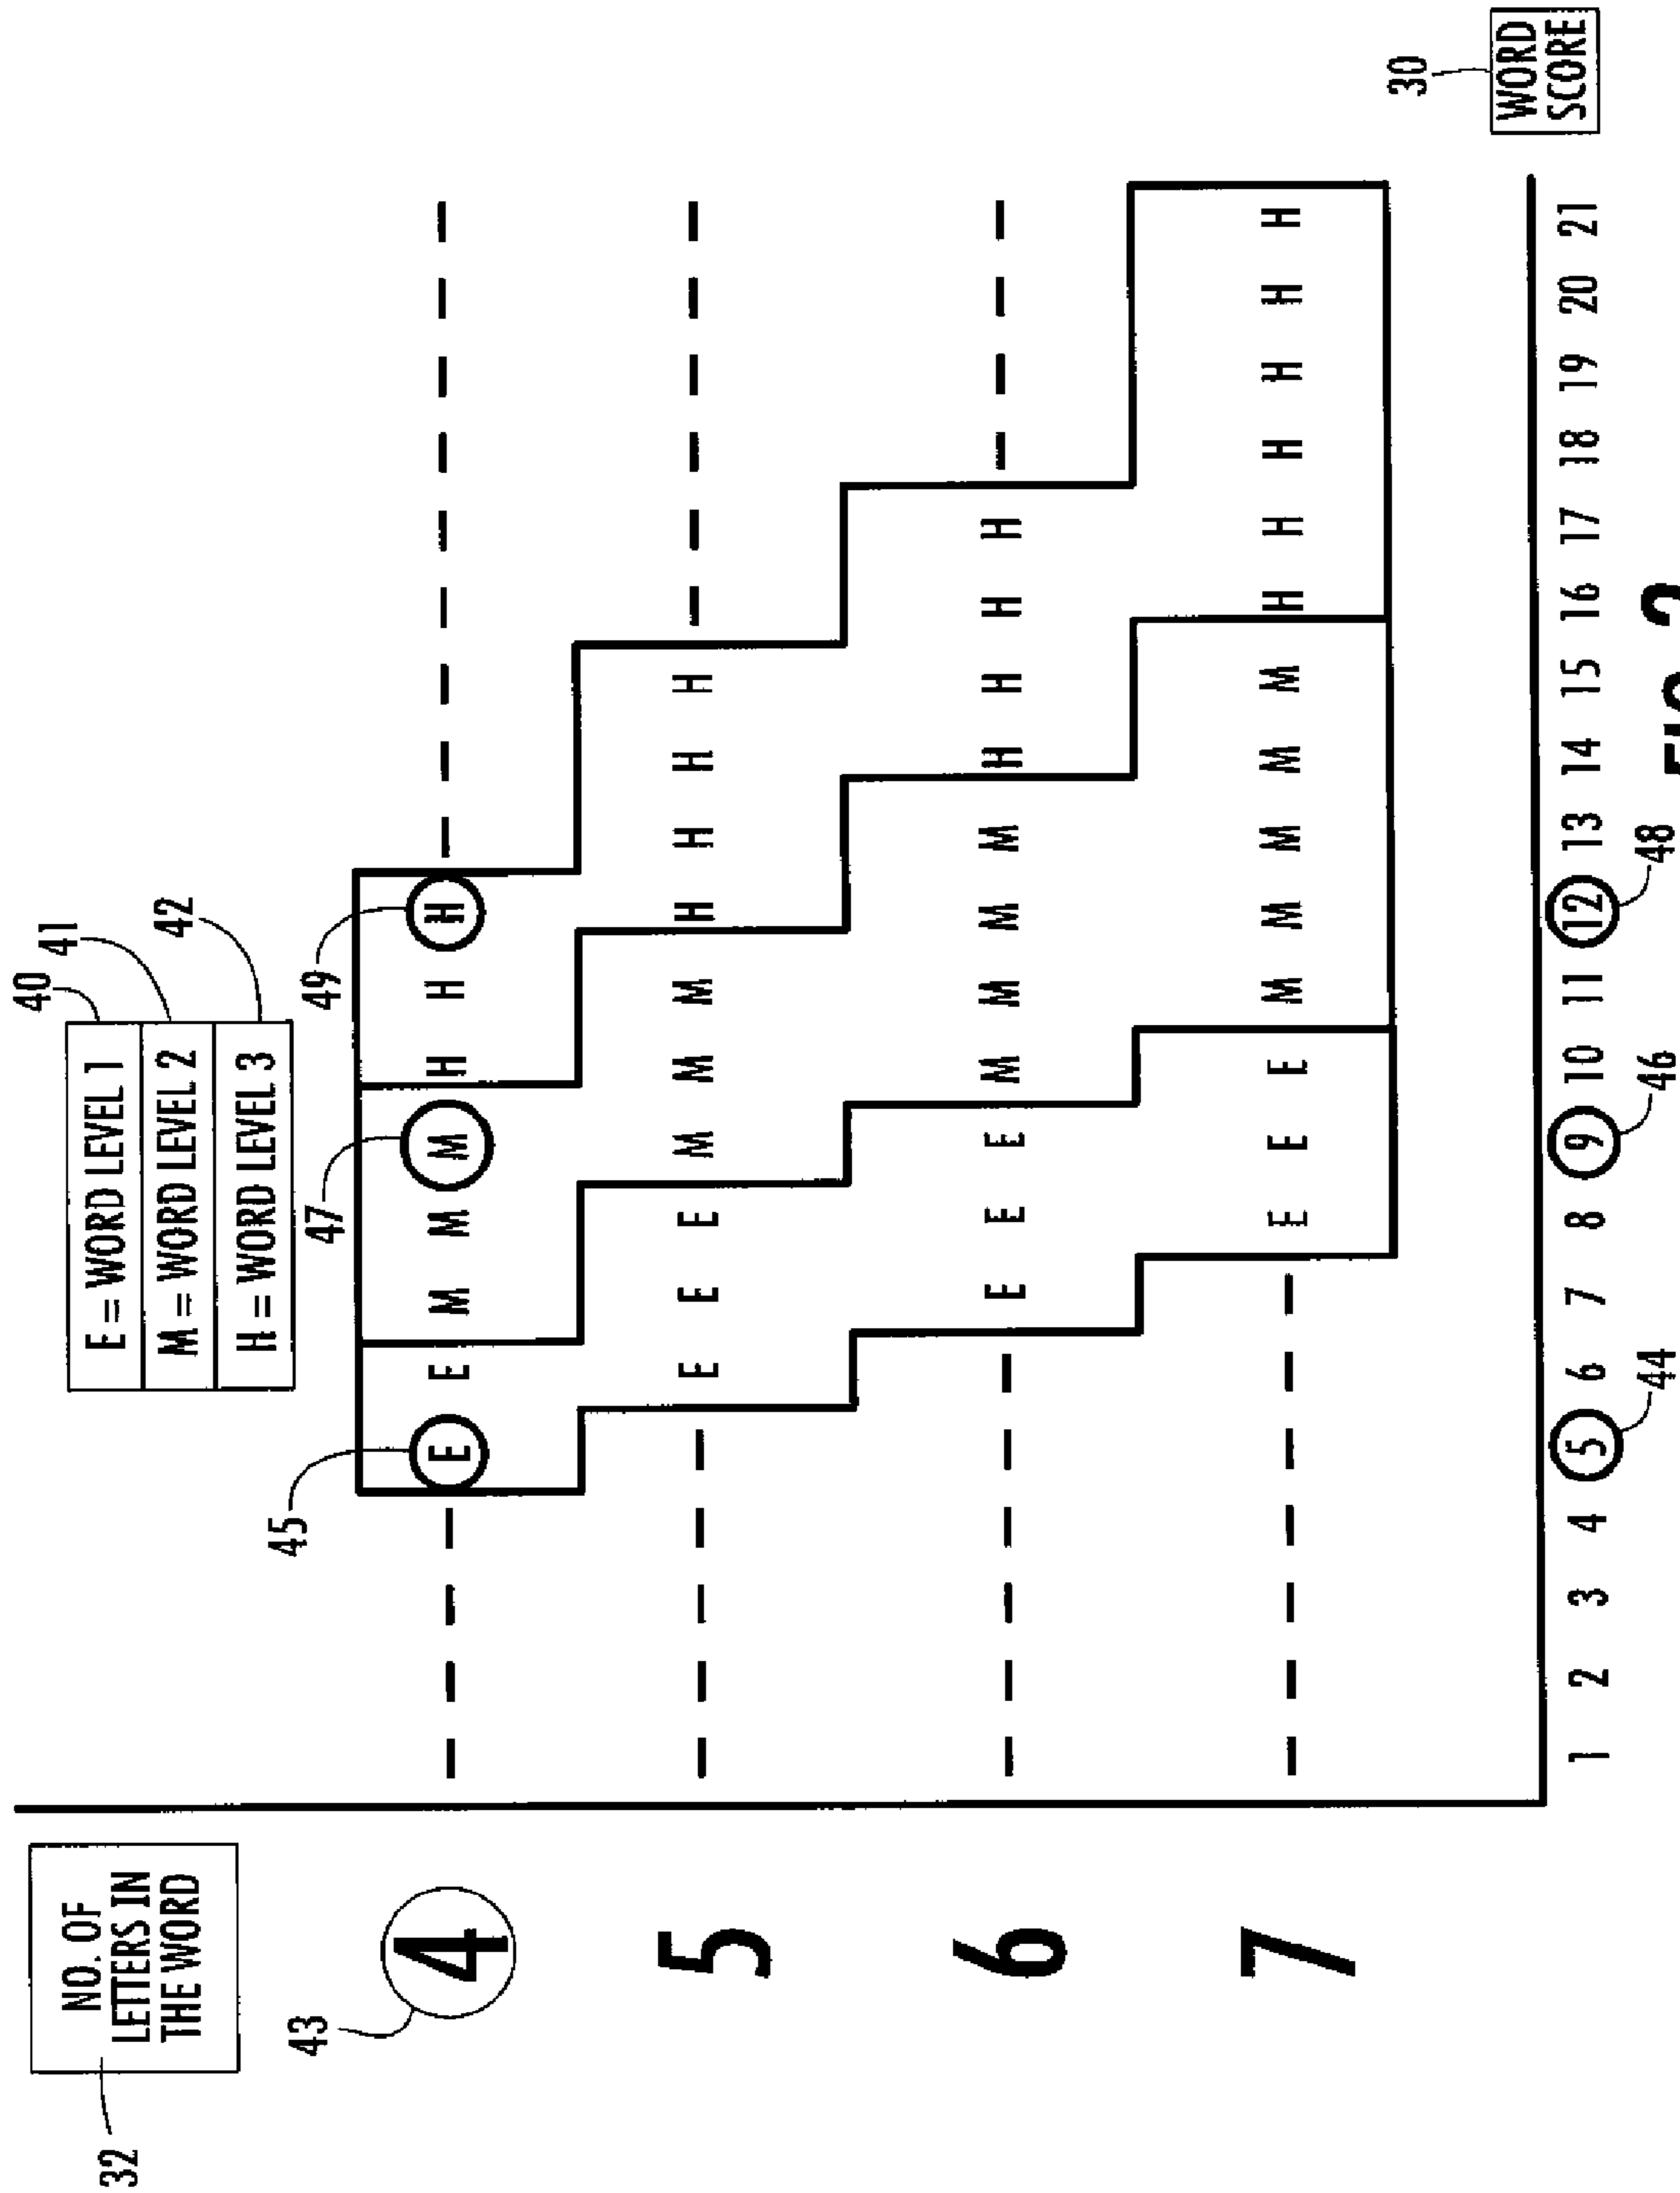 32
NO. OF
LETTERS IN
THE WORD
40
41
42
E = WORD LEVEL 1
M = WORD LEVEL 2
H = WORD LEVEL 3
43
45
47
49
4 – – – – E E M M M H H H – – – – – – – – –
5 – – – – – E E E M M M H H H H – – – – – –
6 – – – – – – E E E M M M M H H H H – – – –
7 – – – – – – – E E E M M M M M H H H H H H
30
WORD
SCORE
1 2 3 4 5 6 7 8 9 10 11 12 13 14 15 16 17 18 19 20 21
44
46
48